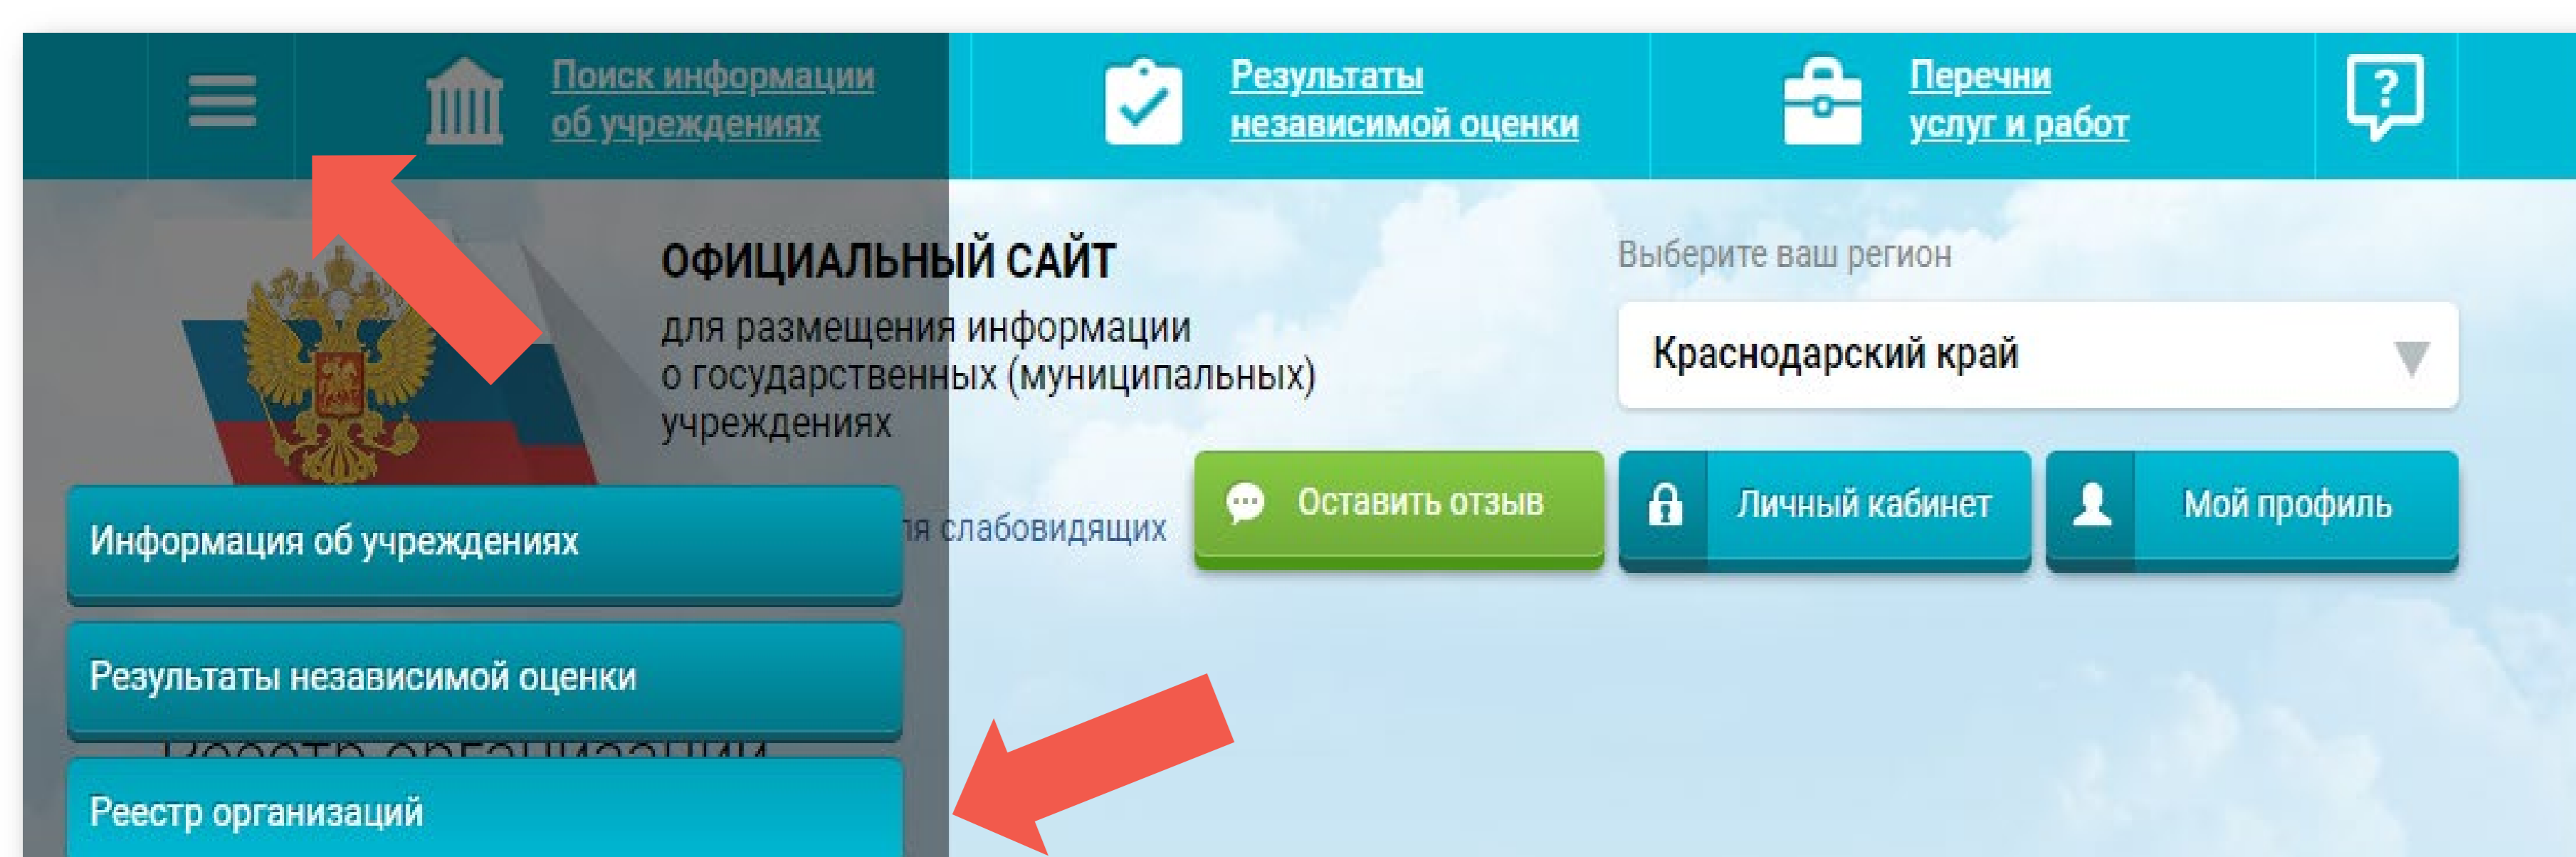 Поиск информации
об учреждениях
Результаты
независимой оценки
Перечни
услуг и работ
?
ОФИЦИАЛЬНЫЙ САЙТ
для размещения информации
о государственных (муниципальных)
учреждениях
Выберите ваш регион
Краснодарский край
слабовидящих
Оставить отзыв
Личный кабинет
Мой профиль
Информация об учреждениях
Результаты независимой оценки
Реестр организаций